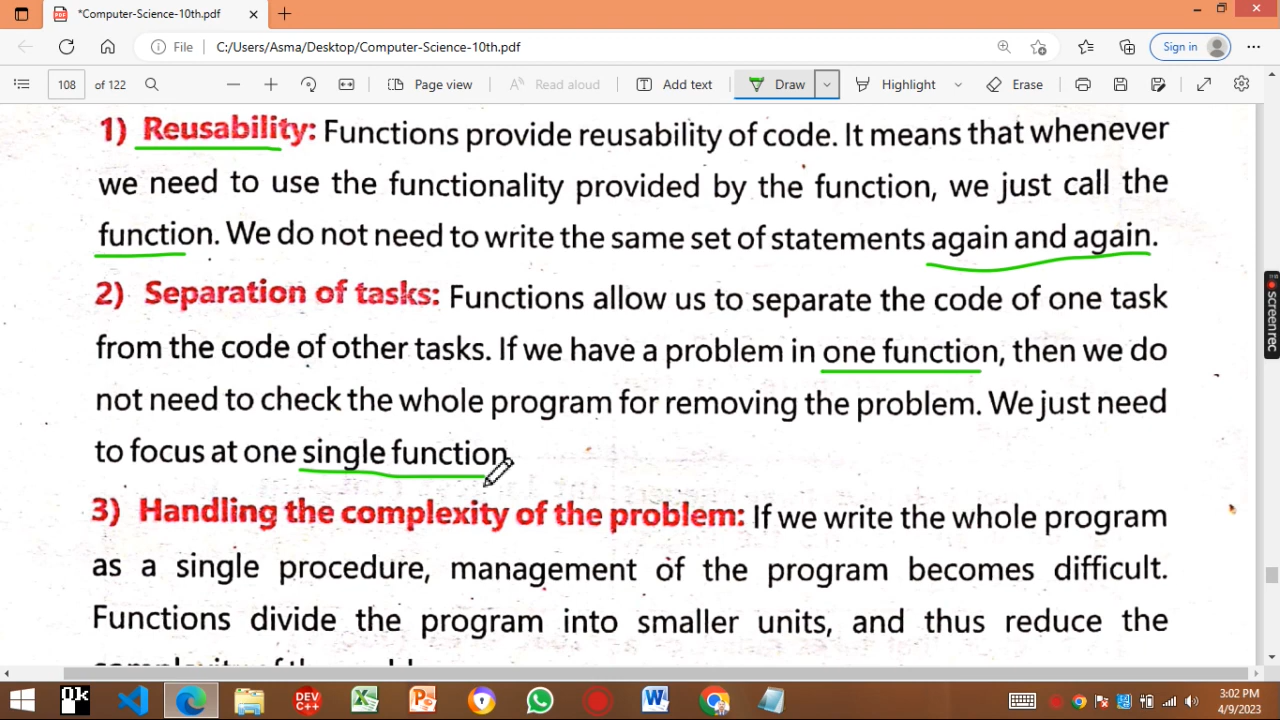 *Computer-Science-10th.pdf
File C:/Users/Asma/Desktop/Computer-Science-10th.pdf Sign in
108 of 122 Page view Read aloud Add text Draw Highlight Erase
1) Reusability: Functions provide reusability of code. It means that whenever
we need to use the functionality provided by the function, we just call the
function. We do not need to write the same set of statements again and again.
2) Separation of tasks: Functions allow us to separate the code of one task
from the code of other tasks. If we have a problem in one function, then we do
not need to check the whole program for removing the problem. We just need
to focus at one single function
3) Handling the complexity of the problem: If we write the whole program
as a single procedure, management of the program becomes difficult.
Functions divide the program into smaller units, and thus reduce the
screenrec
Ok DEV C++
3:02 PM
4/9/2023